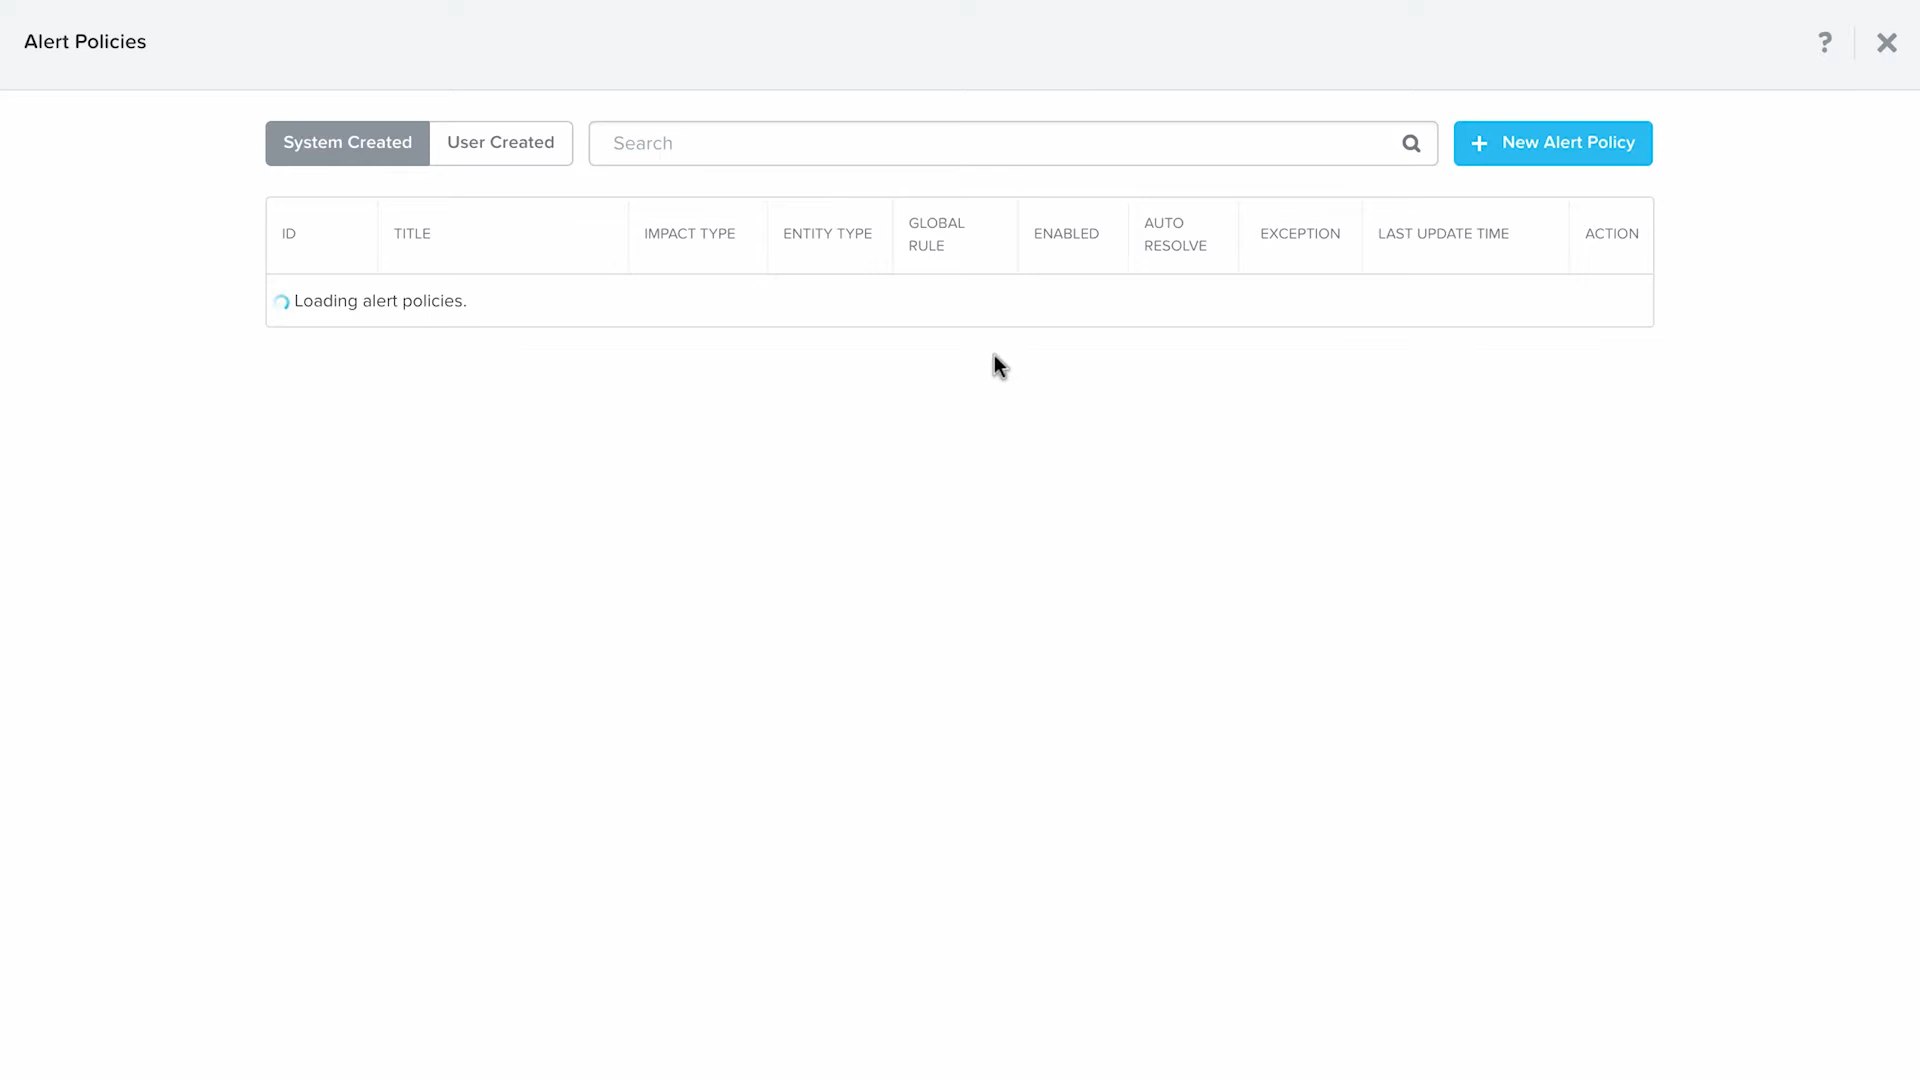 Alert Policies
?
System Created
User Created
Search
+ New Alert Policy
ID
TITLE
IMPACT TYPE
ENTITY TYPE
GLOBAL
RULE
ENABLED
AUTO
RESOLVE
EXCEPTION
LAST UPDATE TIME
ACTION
Loading alert policies.